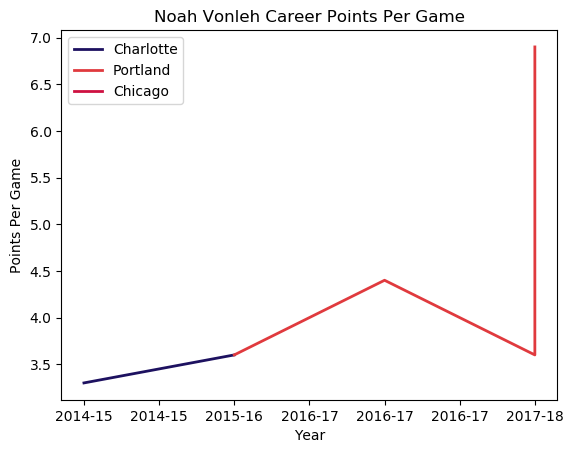 Noah Vonleh Career Points Per Game
Charlotte
Portland
Chicago
7.0
6.5
6.0
5.5
5.0
4.5
4.0
3.5
Points Per Game
2014-15 2014-15 2015-16 2016-17 2016-17 2016-17 2017-18
Year